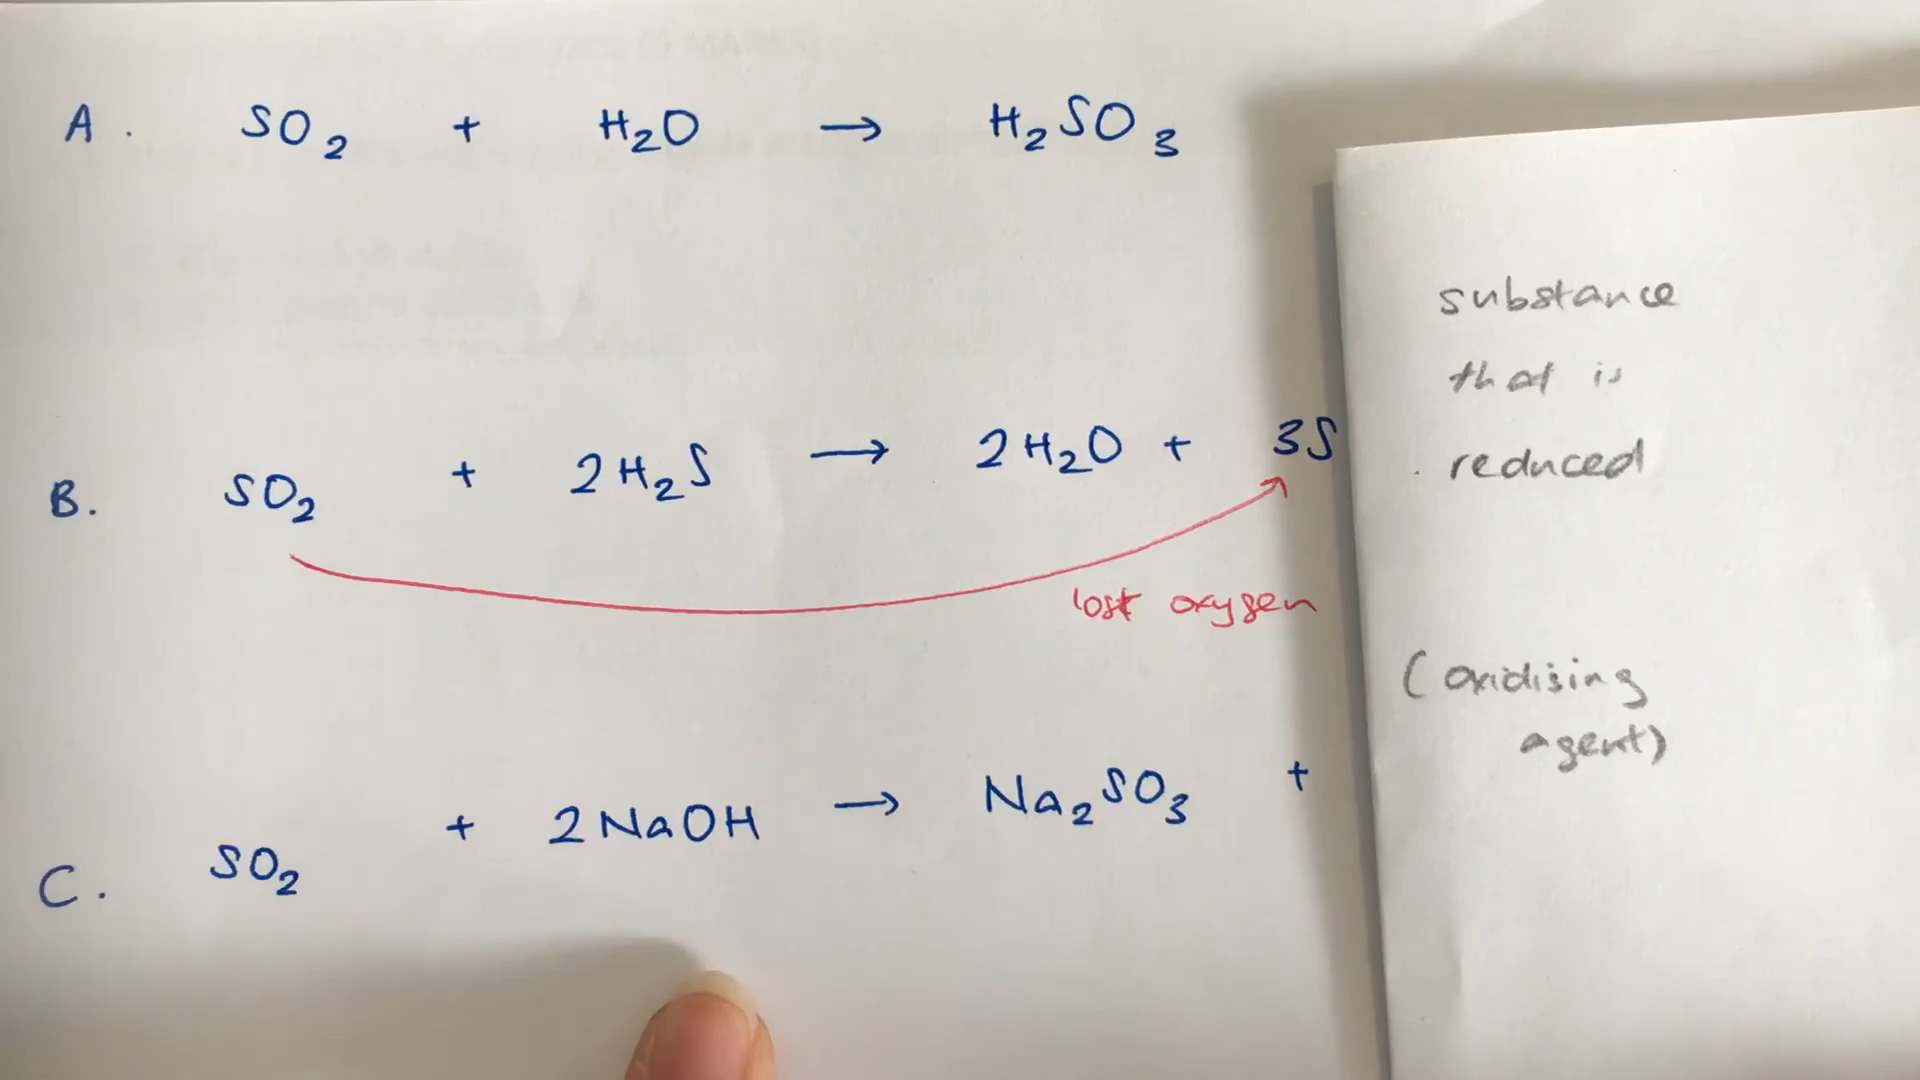 A. SO₂ + H₂O → H₂SO₃
B. SO₂ + 2H₂S → 2H₂O + 3S
lost oxygen
C. SO₂ + 2NaOH → Na₂SO₃ +
substance
that is
reduced
(oxidising
agent)